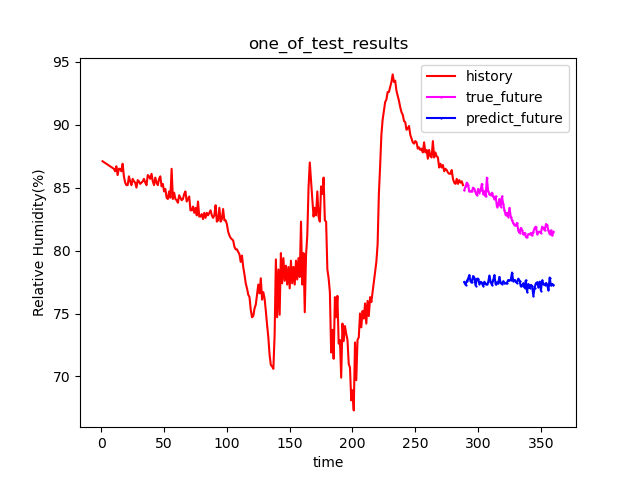 one_of_test_results
95
90
85
80
75
70
Relative Humidity(%)
history
true_future
predict_future
0 50 100 150 200 250 300 350
time